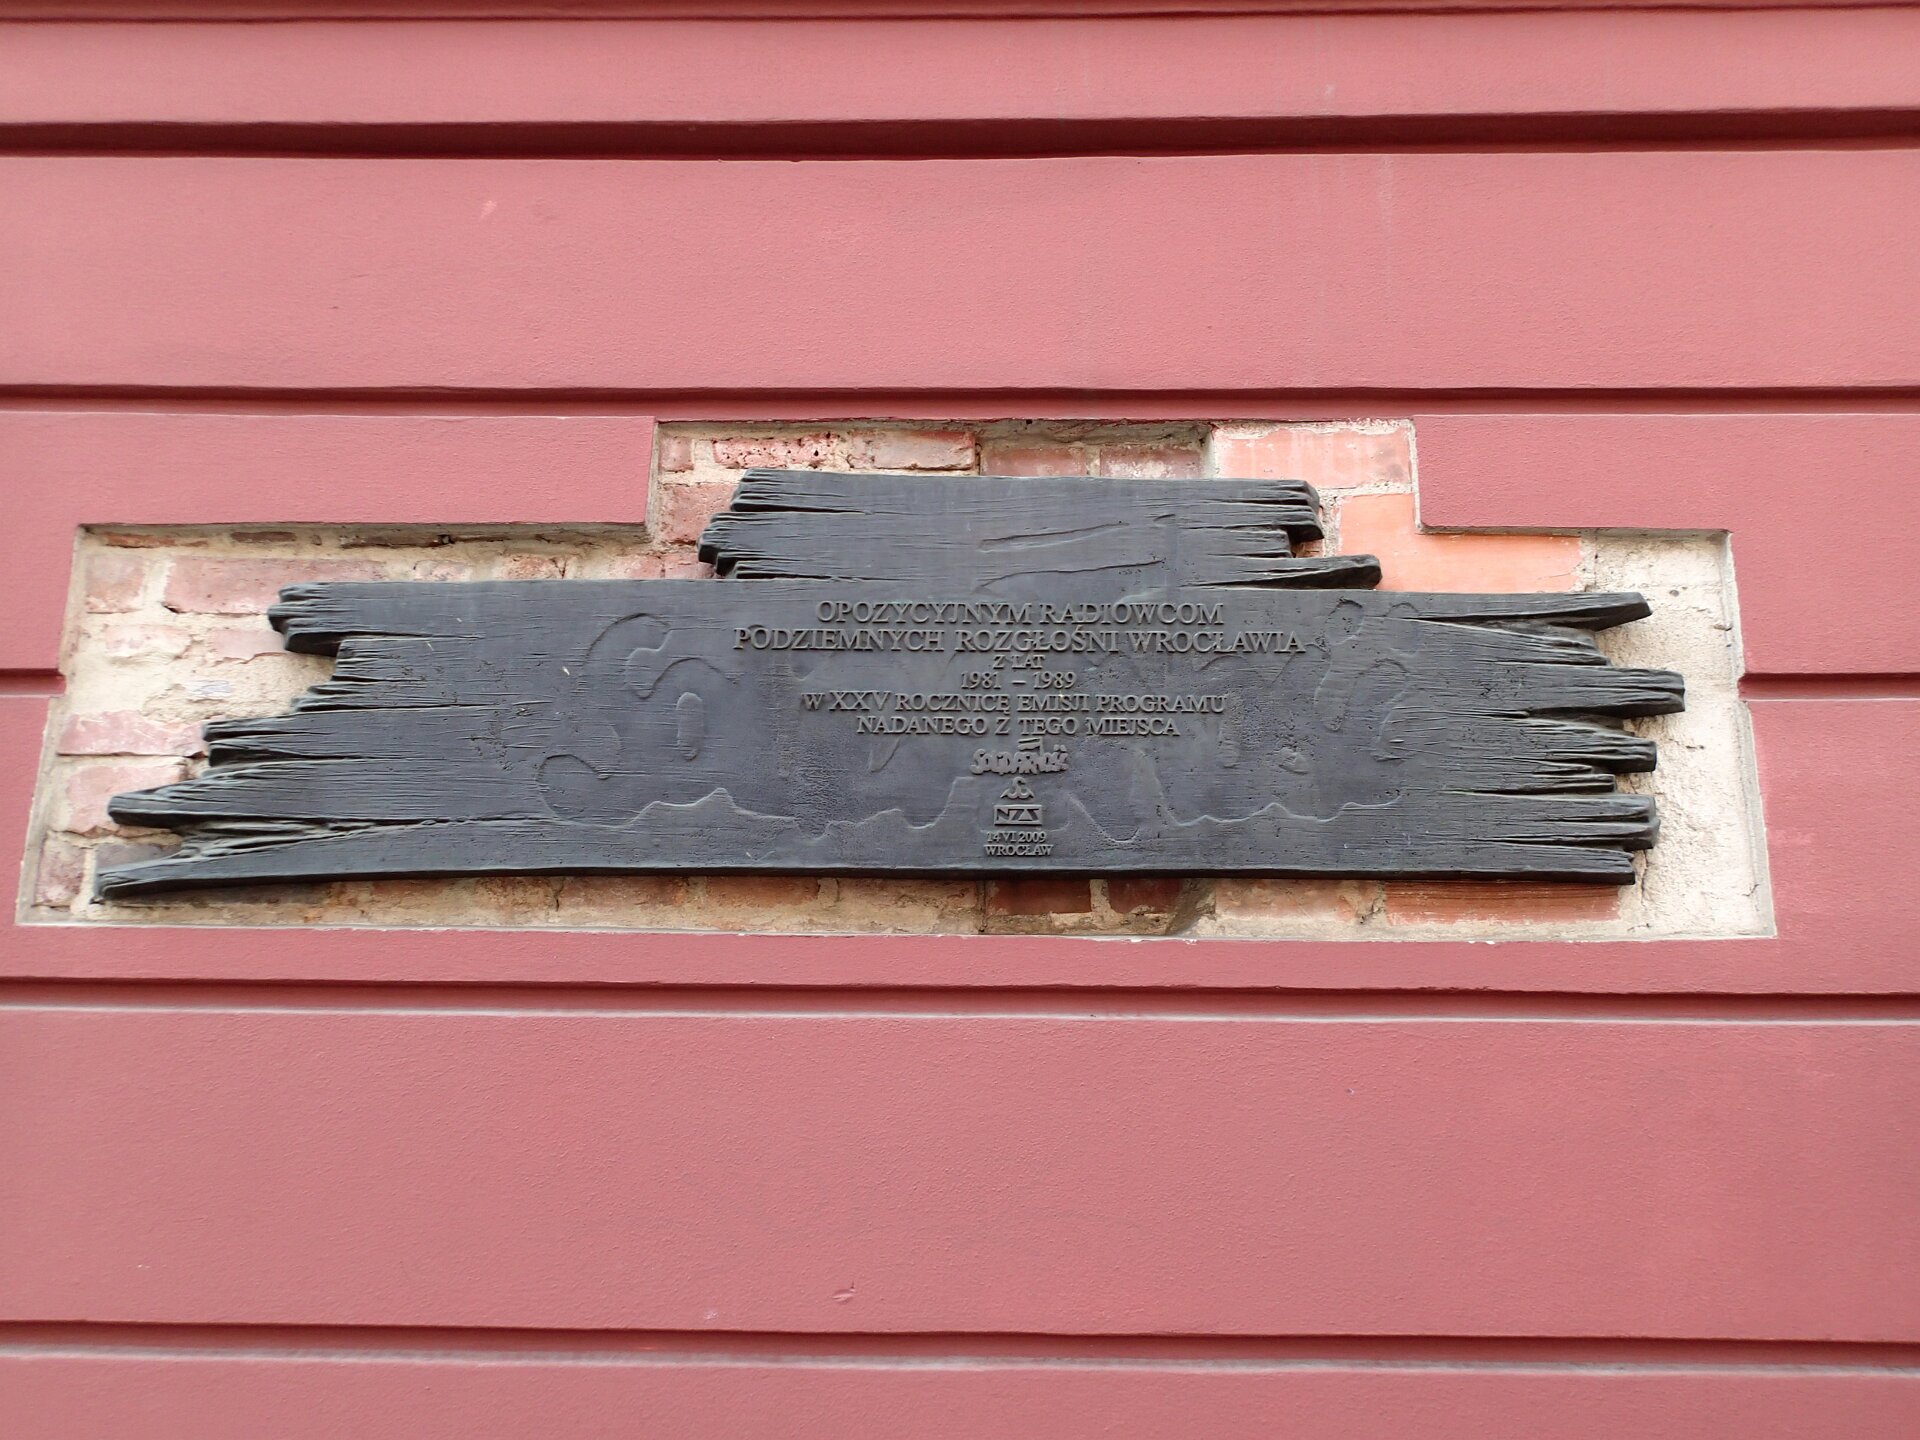 OPOZYCYJNYM RADIOWCOM
PODZIEMNYCH ROZGŁOŚNI WROCŁAWIA
Z LAT
1981 – 1989
W XXV ROCZNICĘ EMISJI PROGRAMU
NADANEGO Z TEGO MIEJSCA
SOLIDARNOŚĆ
NZS
14 VI 2009
WROCŁAW